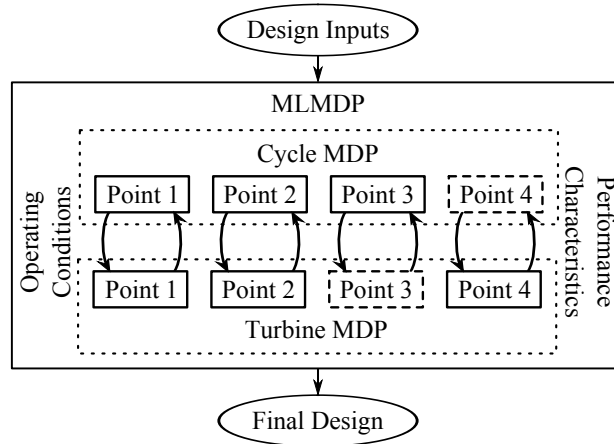 Design Inputs
MLMDP
Cycle MDP
Point 1 Point 2 Point 3 Point 4
Operating
Conditions
Performance
Characteristics
Point 1 Point 2 Point 3 Point 4
Turbine MDP
Final Design